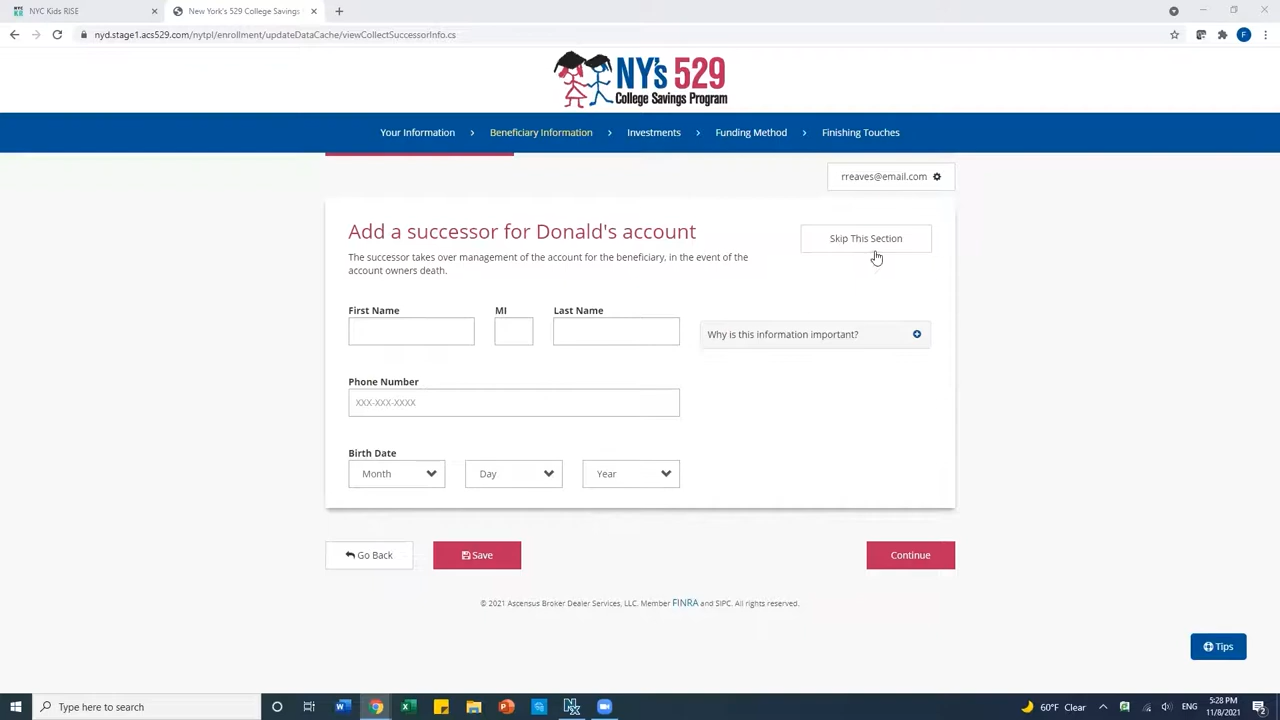 NYC Kids RISE
New York's 529 College Savings
nyd.stage1.acs529.com/nytpl/enrollment/updateDataCache/viewCollectSuccessorInfo.cs
F
NY's 529
College Savings Program
Your Information
Beneficiary Information
Investments
Funding Method
Finishing Touches
rreaves@email.com
Add a successor for Donald's account
Skip This Section
The successor takes over management of the account for the beneficiary, in the event of the
account owners death.
First Name MI Last Name
Why is this information important?
Phone Number
XXX-XXX-XXXX
Birth Date
Month Day Year
Go Back Save Continue
© 2021 Ascensus Broker Dealer Services, LLC. Member FINRA and SIPC. All rights reserved.
Tips
Type here to search
60°F Clear
5:28 PM
11/8/2021
2